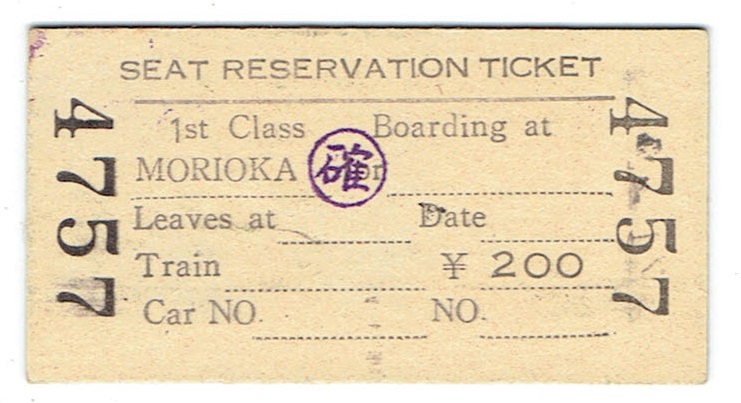 SEAT RESERVATION TICKET
1st Class Boarding at
MORIOKA 確 or
Leaves at Date
Train ¥ 200
Car NO. NO.
4757
4757